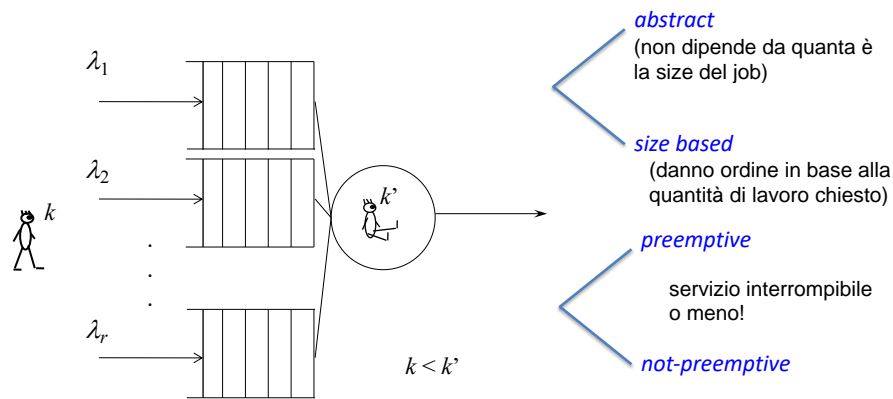 λ1
λ2
.
.
.
λr
k
k’
k < k’
abstract
(non dipende da quanta è
la size del job)
size based
(danno ordine in base alla
quantità di lavoro chiesto)
preemptive
servizio interrompibile
o meno!
not-preemptive